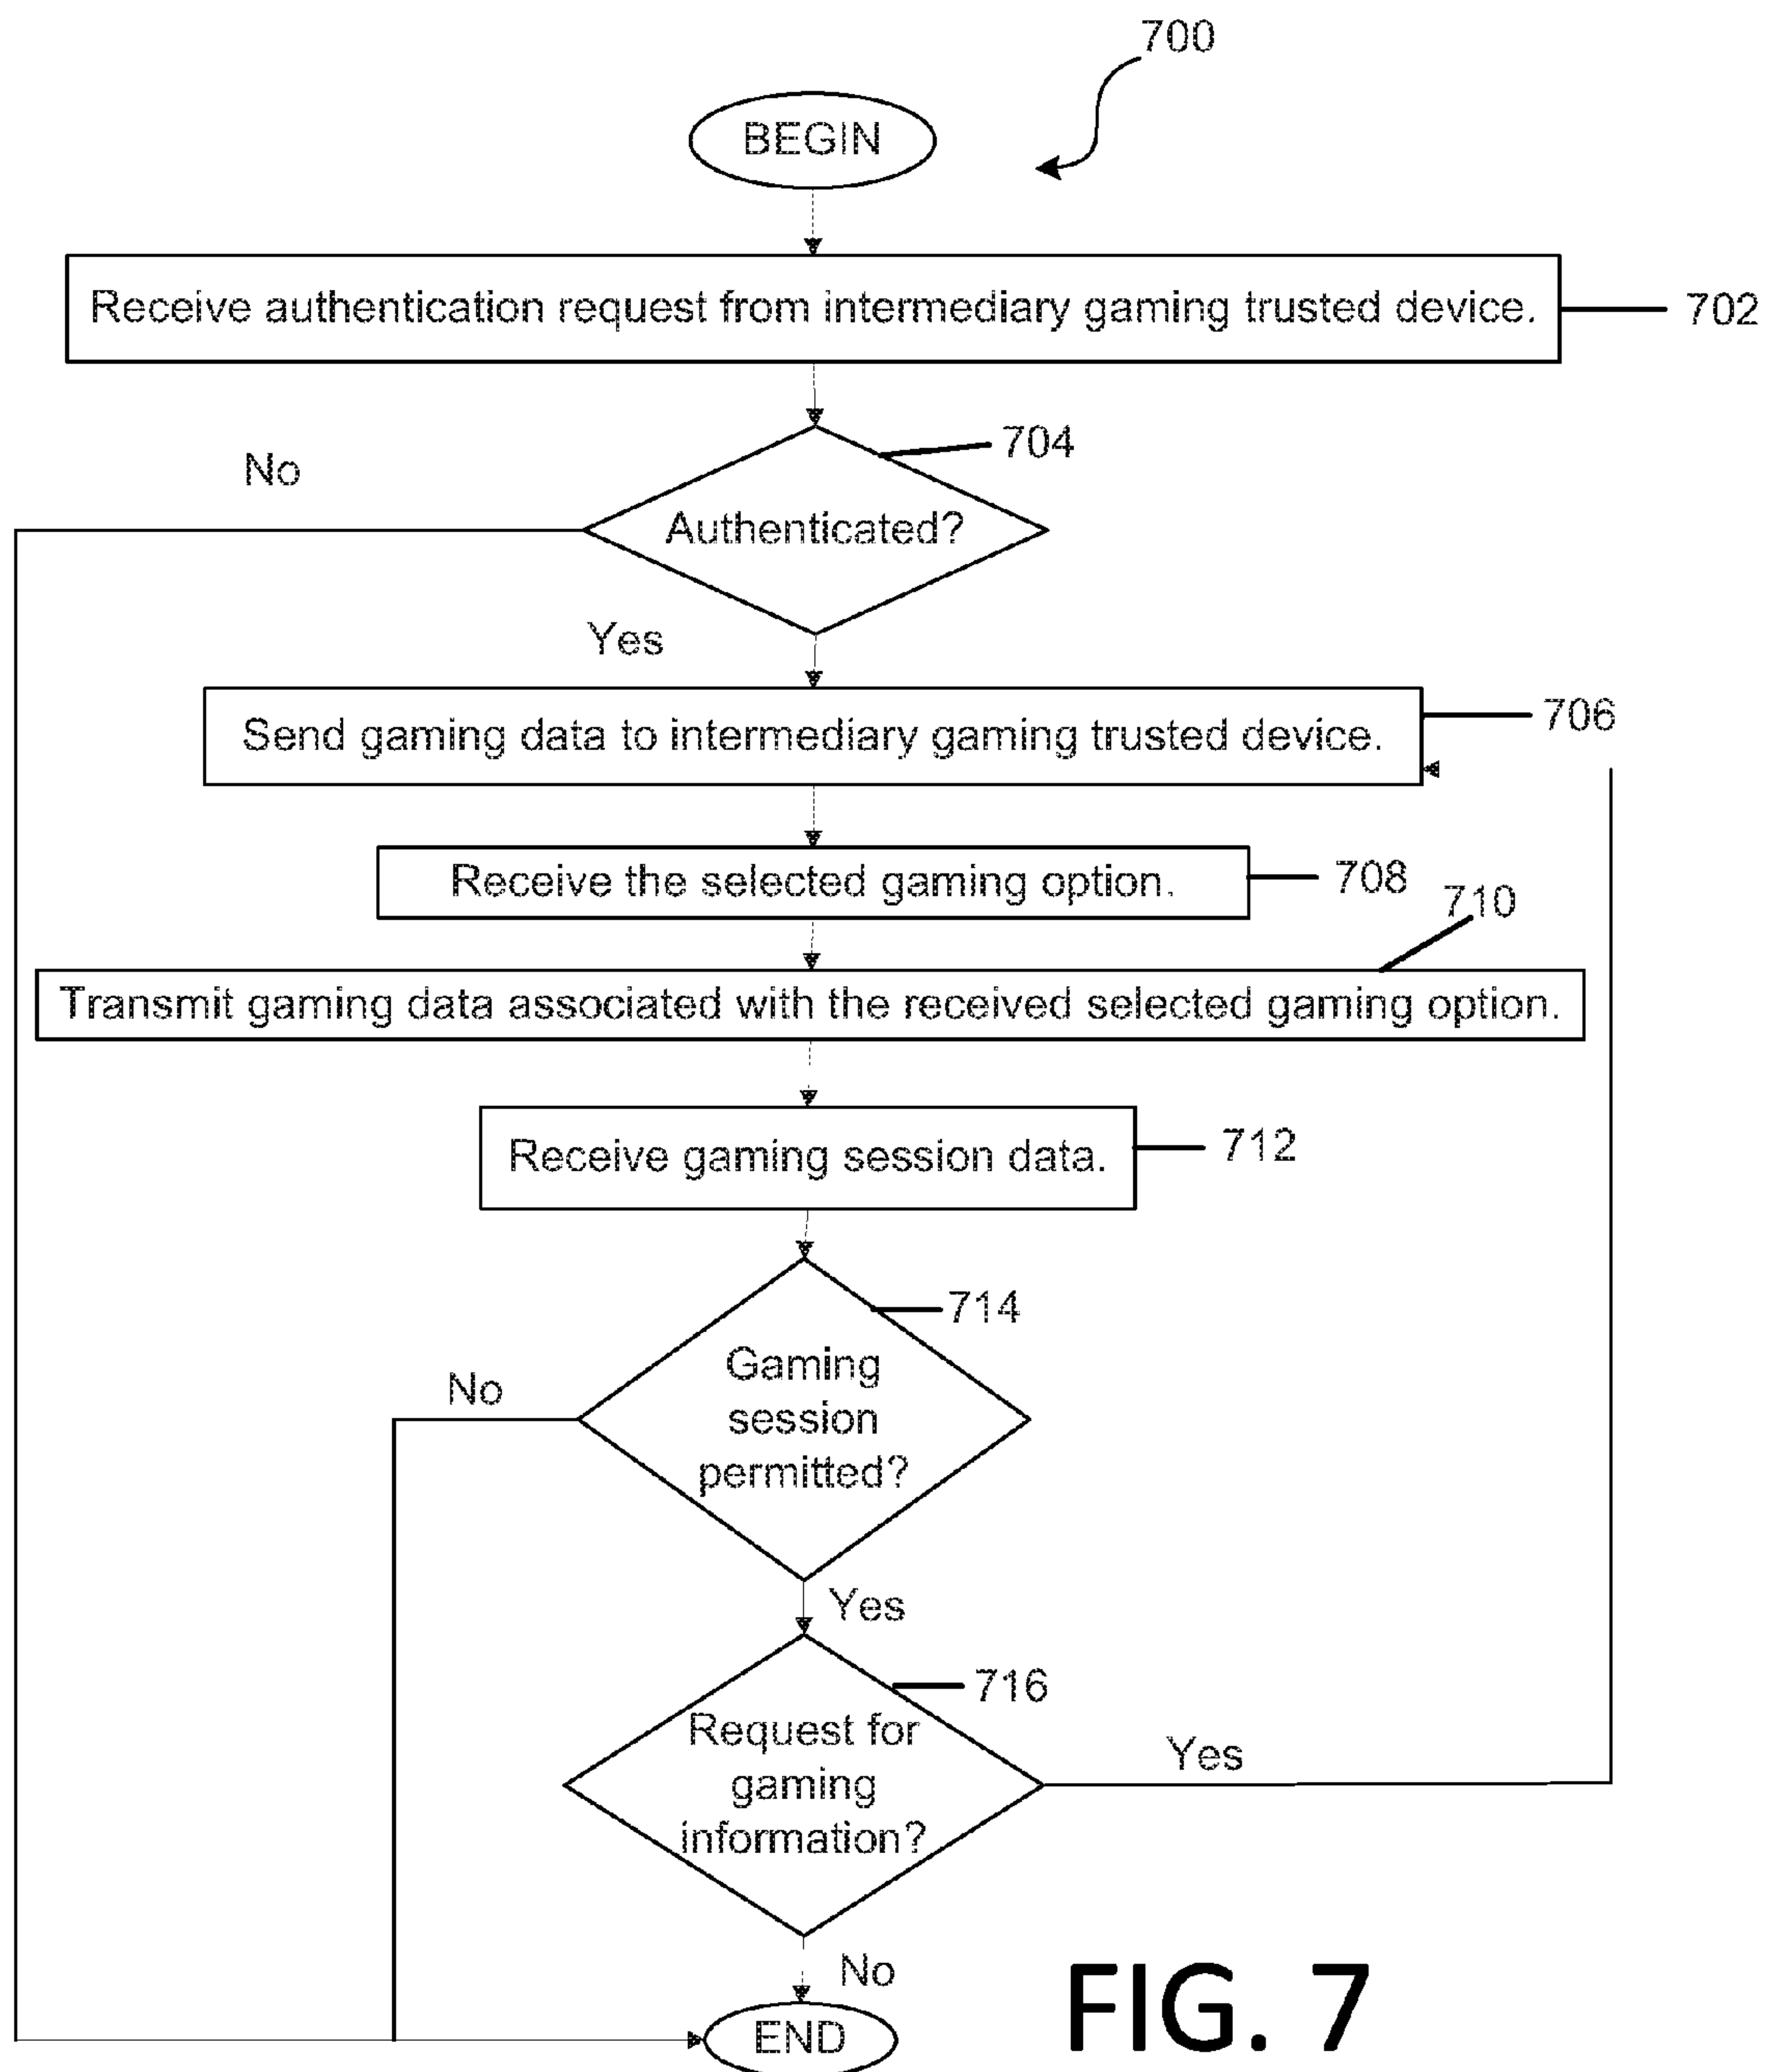 700
BEGIN
Receive authentication request from intermediary gaming trusted device.
702
704
No
Authenticated?
Yes
Send gaming data to intermediary gaming trusted device.
706
Receive the selected gaming option.
708
710
Transmit gaming data associated with the received selected gaming option.
Receive gaming session data.
712
714
Gaming
session
permitted?
No
Yes
716
Request for
gaming
information?
Yes
No
END
FIG. 7